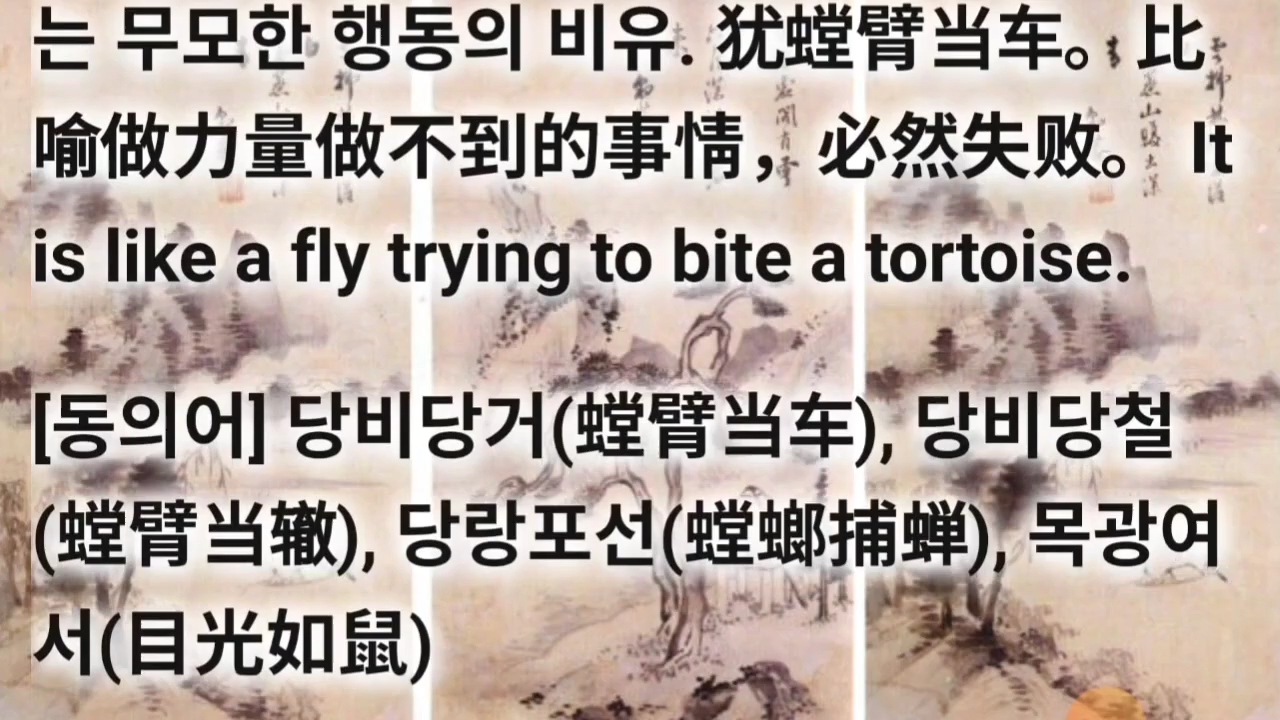 는 무모한 행동의 비유. 犹螳臂当车。比
喻做力量做不到的事情，必然失败。 It
is like a fly trying to bite a tortoise.
[동의어] 당비당거(螳臂当车), 당비당철
(螳臂当辙), 당랑포선(螳螂捕蝉), 목광여
서(目光如鼠)